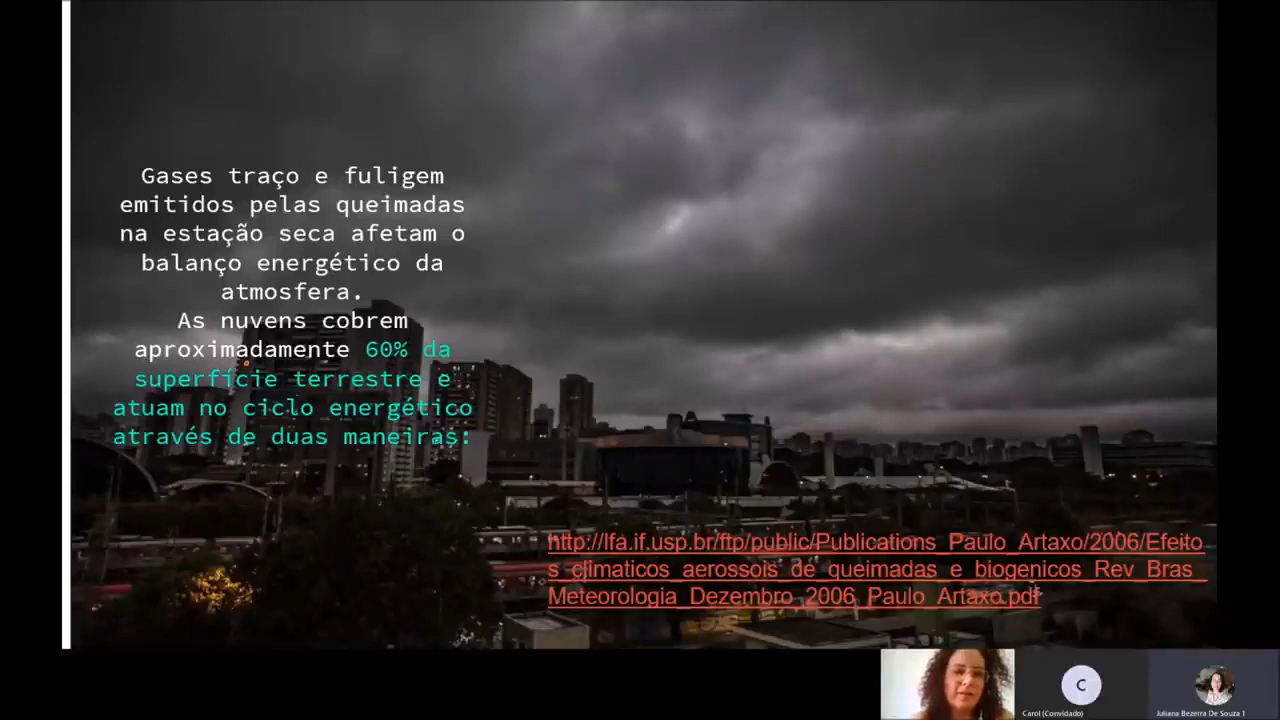 Gases traço e fuligem
emitidos pelas queimadas
na estação seca afetam o
balanço energético da
atmosfera.
As nuvens cobrem
aproximadamente 60% da
superfície terrestre e
atuam no ciclo energético
através de duas maneiras:
http://lfa.if.usp.br/ftp/public/Publications_Paulo_Artaxo/2006/Efeito
s_climaticos_aerossois_de_queimadas_e_biogenicos_Rev_Bras_
Meteorologia_Dezembro_2006_Paulo_Artaxo.pdf
C
Carol (Convidado)
Juliana Bezerra De Souza 1